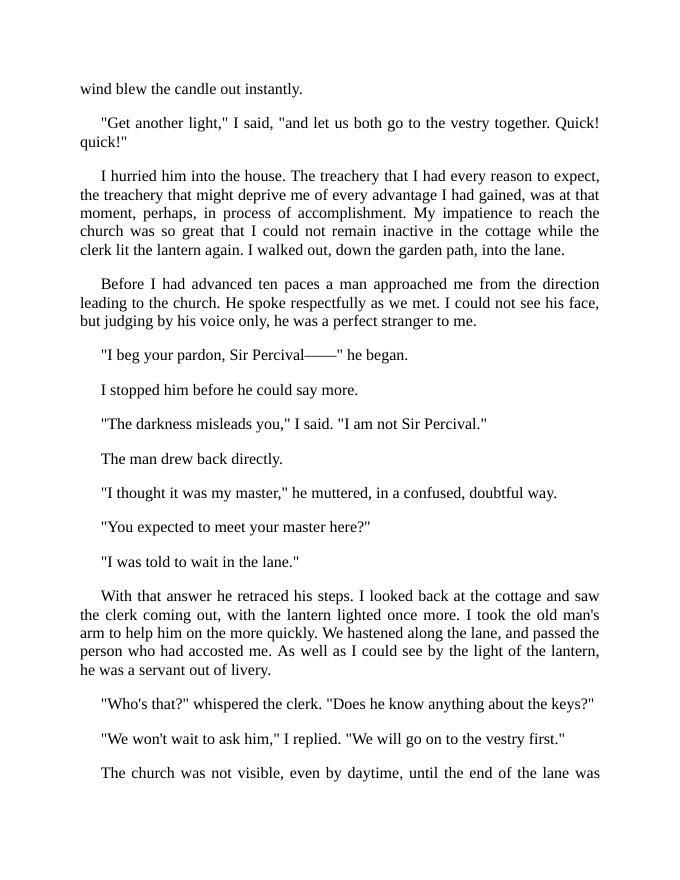 wind blew the candle out instantly.
"Get another light," I said, "and let us both go to the vestry together. Quick!
quick!"
I hurried him into the house. The treachery that I had every reason to expect,
the treachery that might deprive me of every advantage I had gained, was at that
moment, perhaps, in process of accomplishment. My impatience to reach the
church was so great that I could not remain inactive in the cottage while the
clerk lit the lantern again. I walked out, down the garden path, into the lane.
Before I had advanced ten paces a man approached me from the direction
leading to the church. He spoke respectfully as we met. I could not see his face,
but judging by his voice only, he was a perfect stranger to me.
"I beg your pardon, Sir Percival——" he began.
I stopped him before he could say more.
"The darkness misleads you," I said. "I am not Sir Percival."
The man drew back directly.
"I thought it was my master," he muttered, in a confused, doubtful way.
"You expected to meet your master here?"
"I was told to wait in the lane."
With that answer he retraced his steps. I looked back at the cottage and saw
the clerk coming out, with the lantern lighted once more. I took the old man's
arm to help him on the more quickly. We hastened along the lane, and passed the
person who had accosted me. As well as I could see by the light of the lantern,
he was a servant out of livery.
"Who's that?" whispered the clerk. "Does he know anything about the keys?"
"We won't wait to ask him," I replied. "We will go on to the vestry first."
The church was not visible, even by daytime, until the end of the lane was